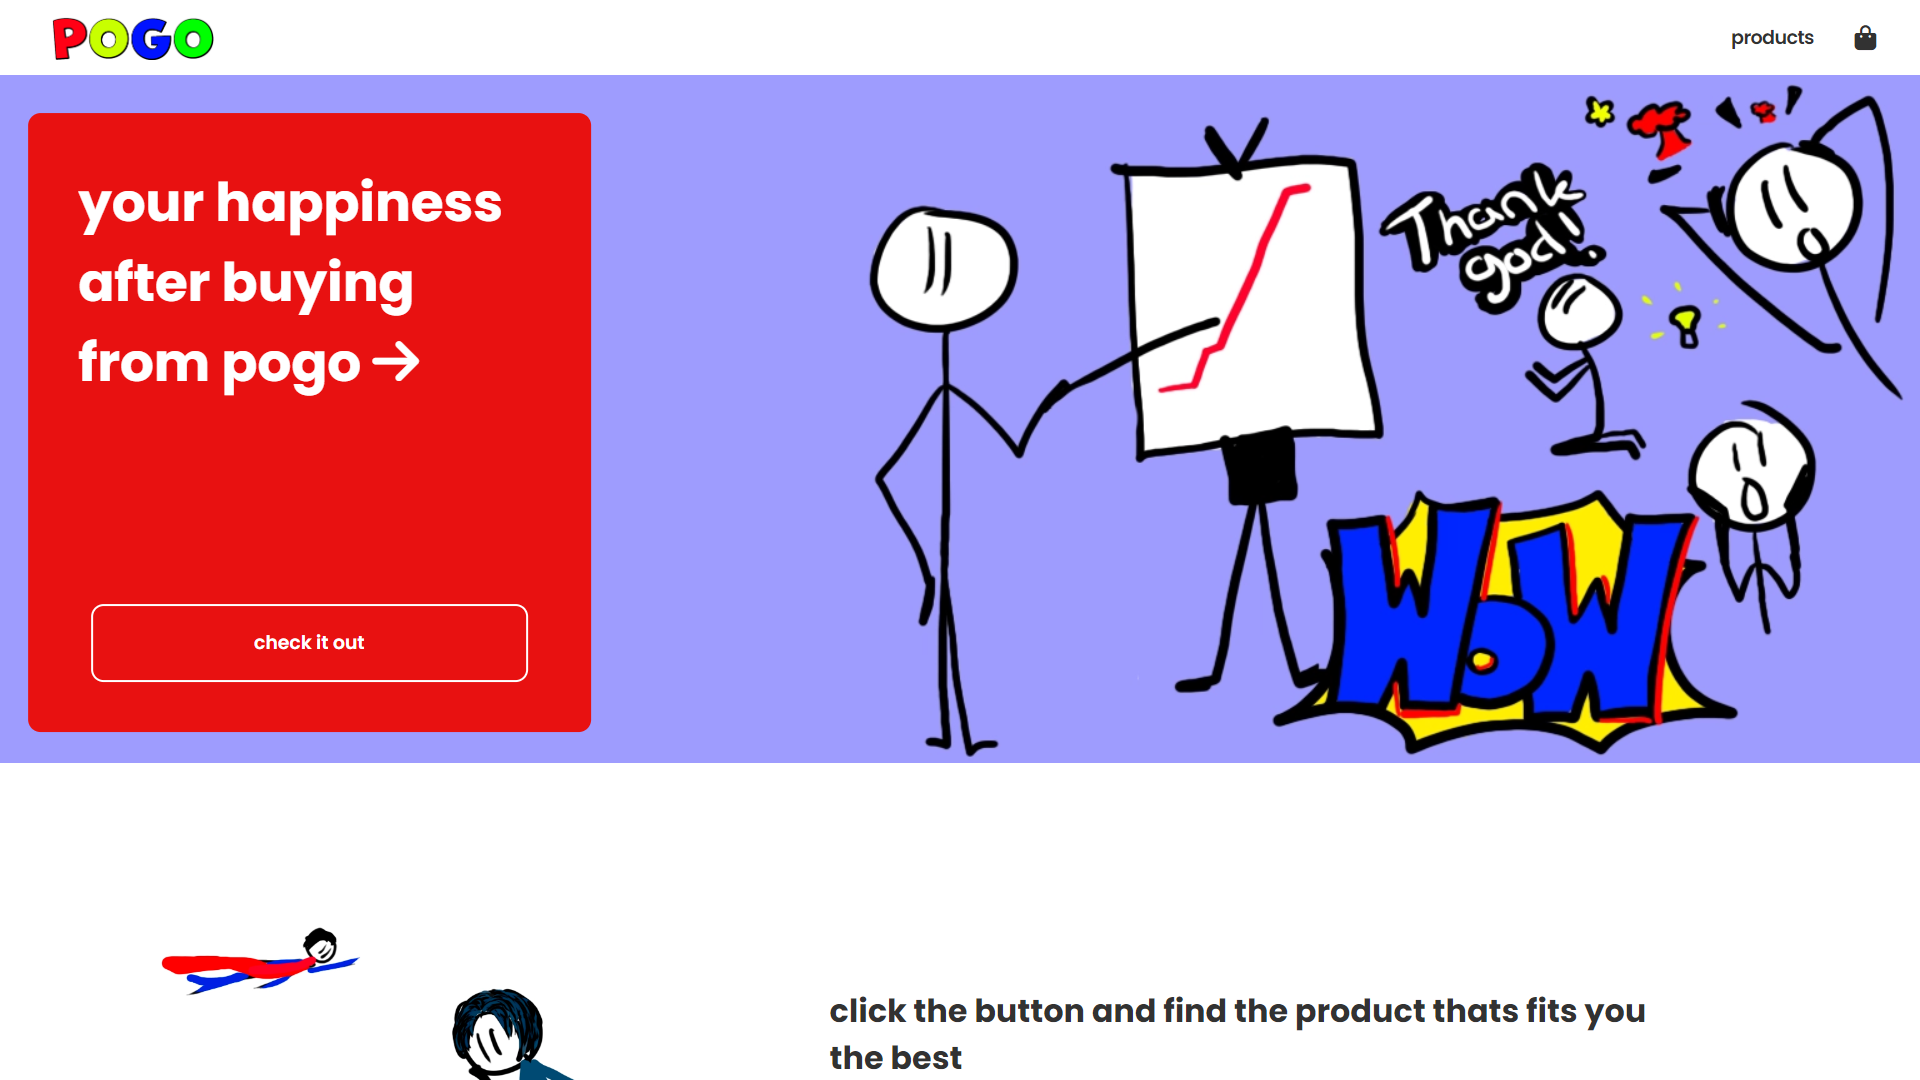 POGO
products
your happiness
after buying
from pogo →
check it out
Thank
god!
WOW
click the button and find the product thats fits you
the best